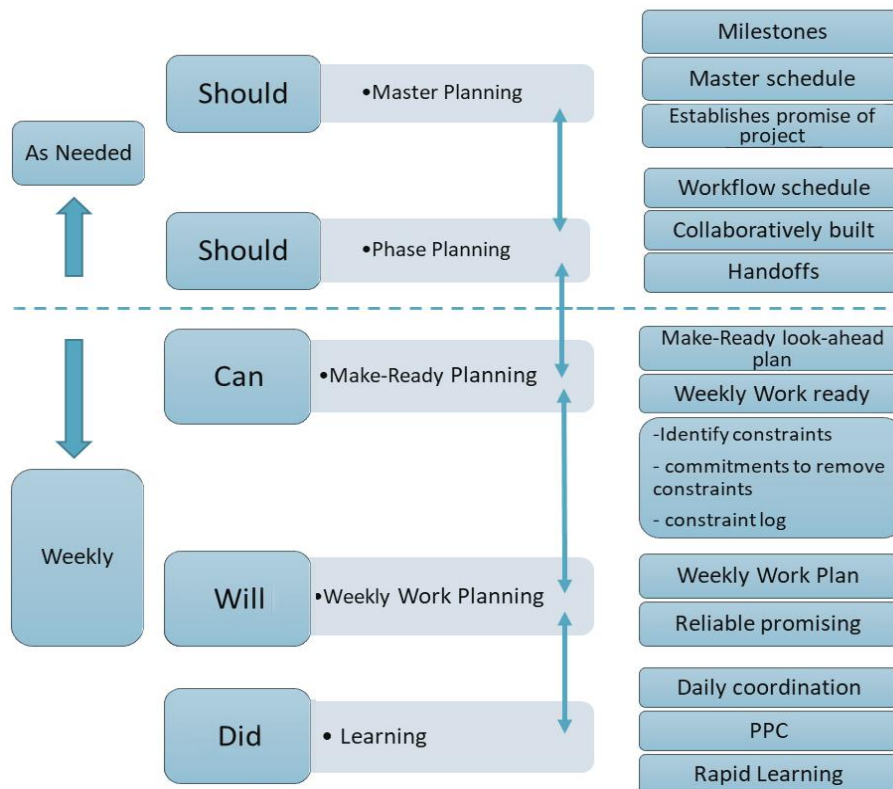 As Needed
Weekly
Should
•Master Planning
Milestones
Master schedule
Establishes promise of
project
Should
•Phase Planning
Workflow schedule
Collaboratively built
Handoffs
Can
•Make-Ready Planning
Make-Ready look-ahead
plan
Weekly Work ready
-Identify constraints
- commitments to remove
constraints
- constraint log
Will
•Weekly Work Planning
Weekly Work Plan
Reliable promising
Did
• Learning
Daily coordination
PPC
Rapid Learning